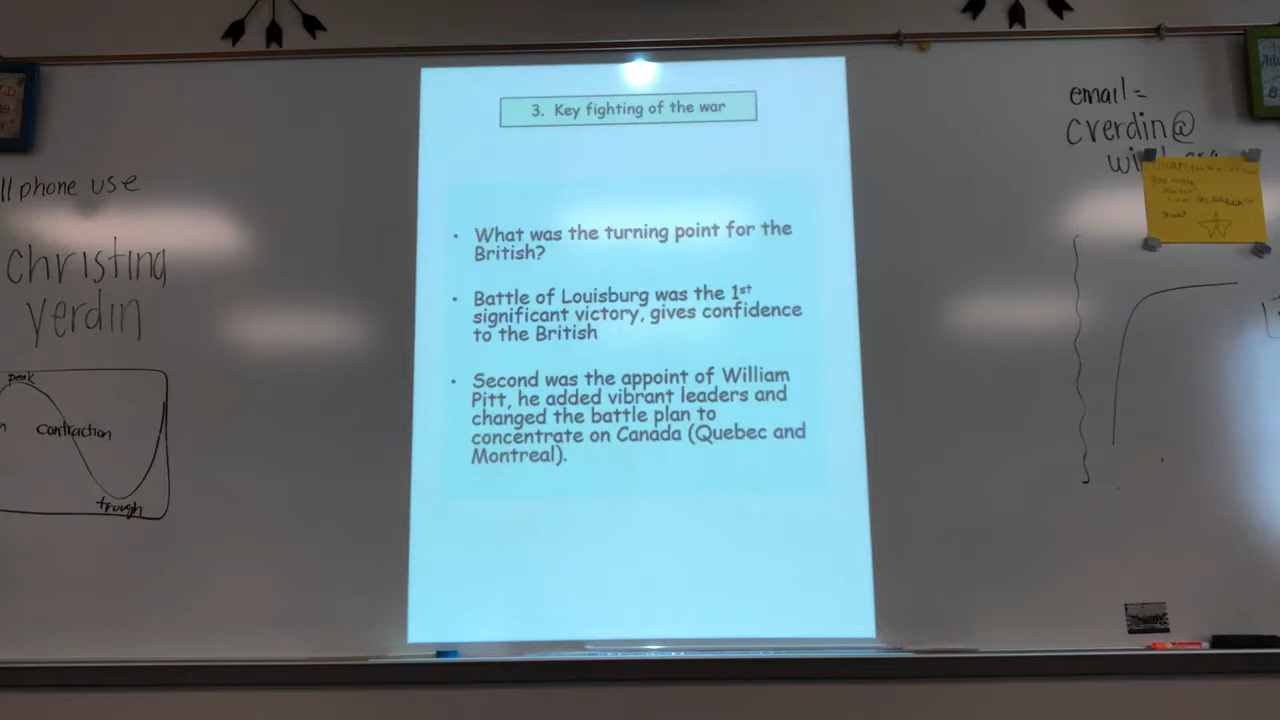 3. Key fighting of the war
• What was the turning point for the
British?
• Battle of Louisburg was the 1st
significant victory, gives confidence
to the British
• Second was the appoint of William
Pitt, he added vibrant leaders and
changed the battle plan to
concentrate on Canada (Quebec and
Montreal).
ll phone use
christina
verdin
peak
contraction
trough
email =
cverdin@